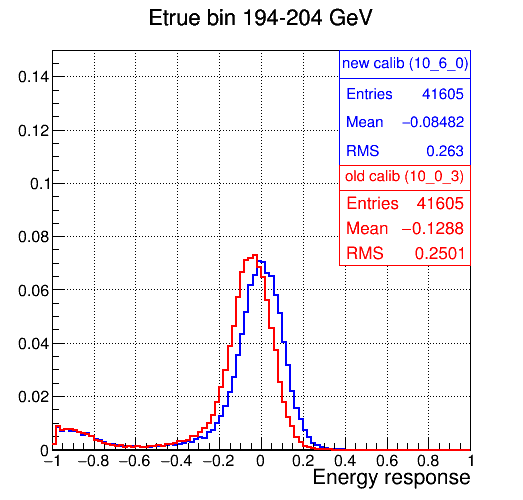 Etrue bin 194-204 GeV
new calib (10_6_0)
Entries 41605
Mean −0.08482
RMS 0.263
old calib (10_0_3)
Entries 41605
Mean −0.1288
RMS 0.2501
0.14
0.12
0.1
0.08
0.06
0.04
0.02
0
−1 −0.8 −0.6 −0.4 −0.2 0 0.2 0.4 0.6 0.8 1
Energy response